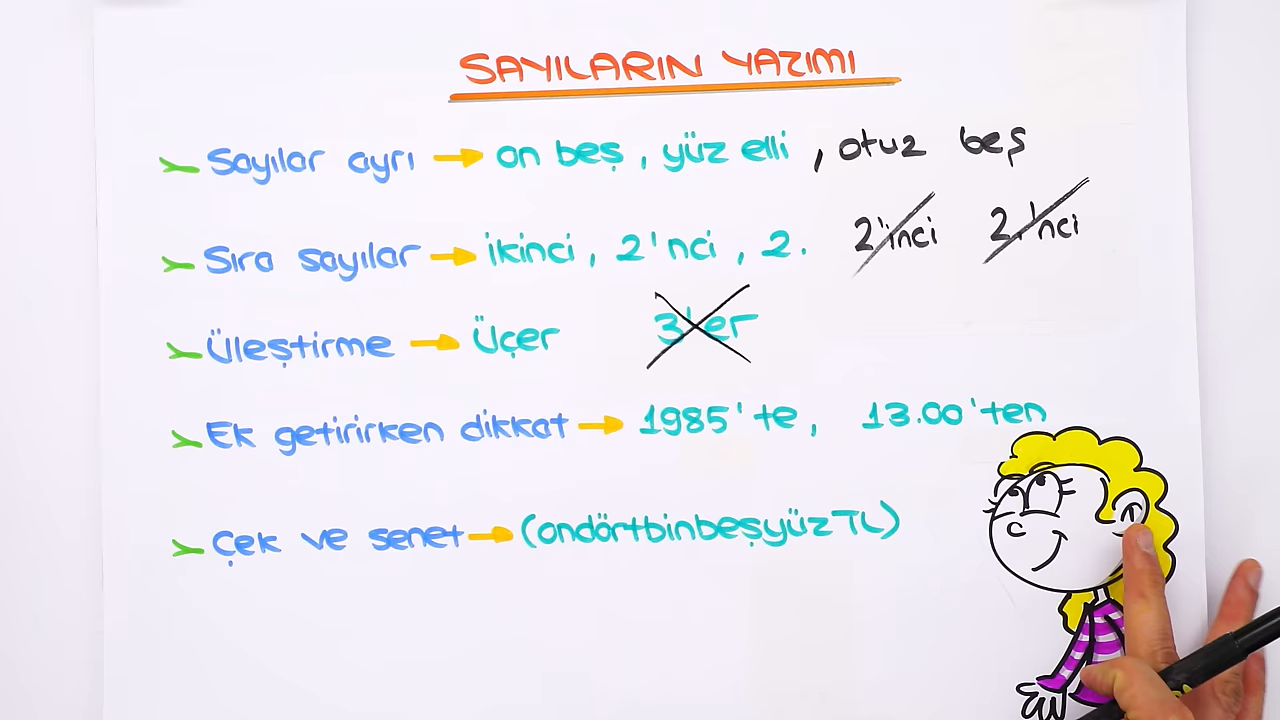 SAYILARIN YAZIMI
Sayılar ayrı → on beş, yüz elli, otuz beş
Sıra sayılar → ikinci, 2'nci, 2. 2'inci 2.'nci
Üleştirme → Üçer 3'er
Ek getirirken dikkat → 1985'te, 13.00'ten
Çek ve senet → (ondörtbinbeşyüzTL)